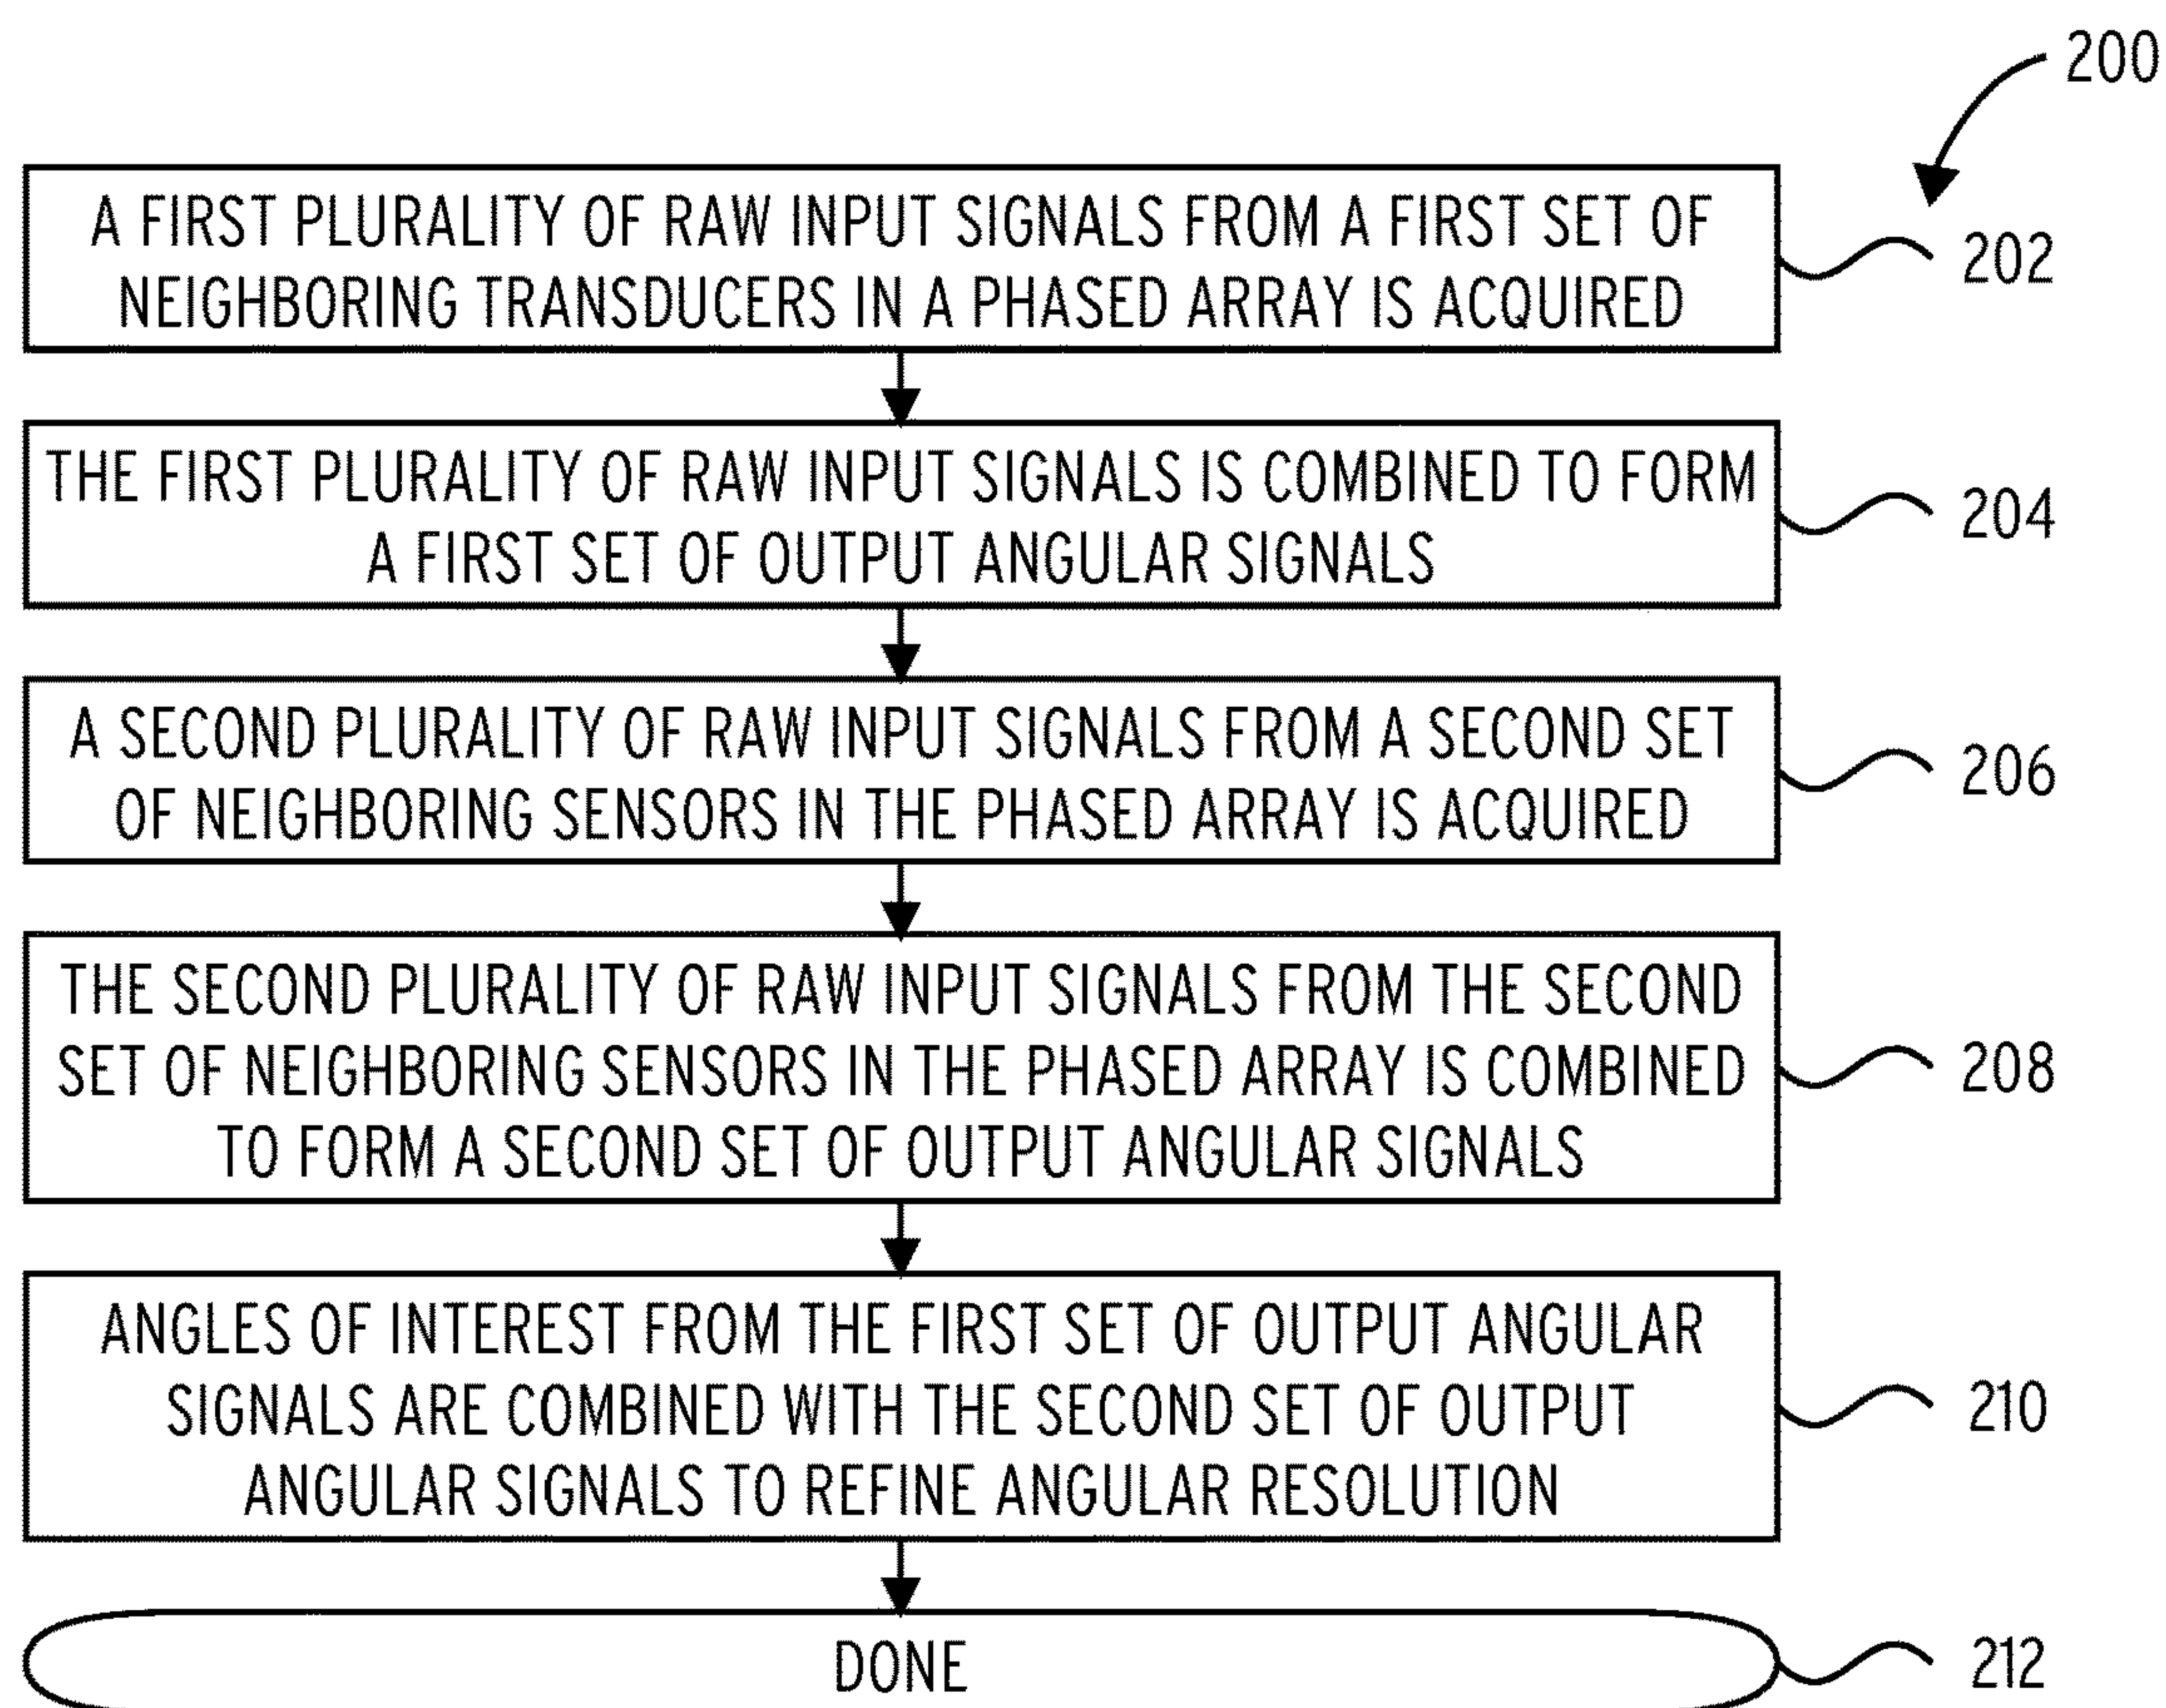 200
A FIRST PLURALITY OF RAW INPUT SIGNALS FROM A FIRST SET OF
NEIGHBORING TRANSDUCERS IN A PHASED ARRAY IS ACQUIRED
202
THE FIRST PLURALITY OF RAW INPUT SIGNALS IS COMBINED TO FORM
A FIRST SET OF OUTPUT ANGULAR SIGNALS
204
A SECOND PLURALITY OF RAW INPUT SIGNALS FROM A SECOND SET
OF NEIGHBORING SENSORS IN THE PHASED ARRAY IS ACQUIRED
206
THE SECOND PLURALITY OF RAW INPUT SIGNALS FROM THE SECOND
SET OF NEIGHBORING SENSORS IN THE PHASED ARRAY IS COMBINED
TO FORM A SECOND SET OF OUTPUT ANGULAR SIGNALS
208
ANGLES OF INTEREST FROM THE FIRST SET OF OUTPUT ANGULAR
SIGNALS ARE COMBINED WITH THE SECOND SET OF OUTPUT
ANGULAR SIGNALS TO REFINE ANGULAR RESOLUTION
210
DONE
212